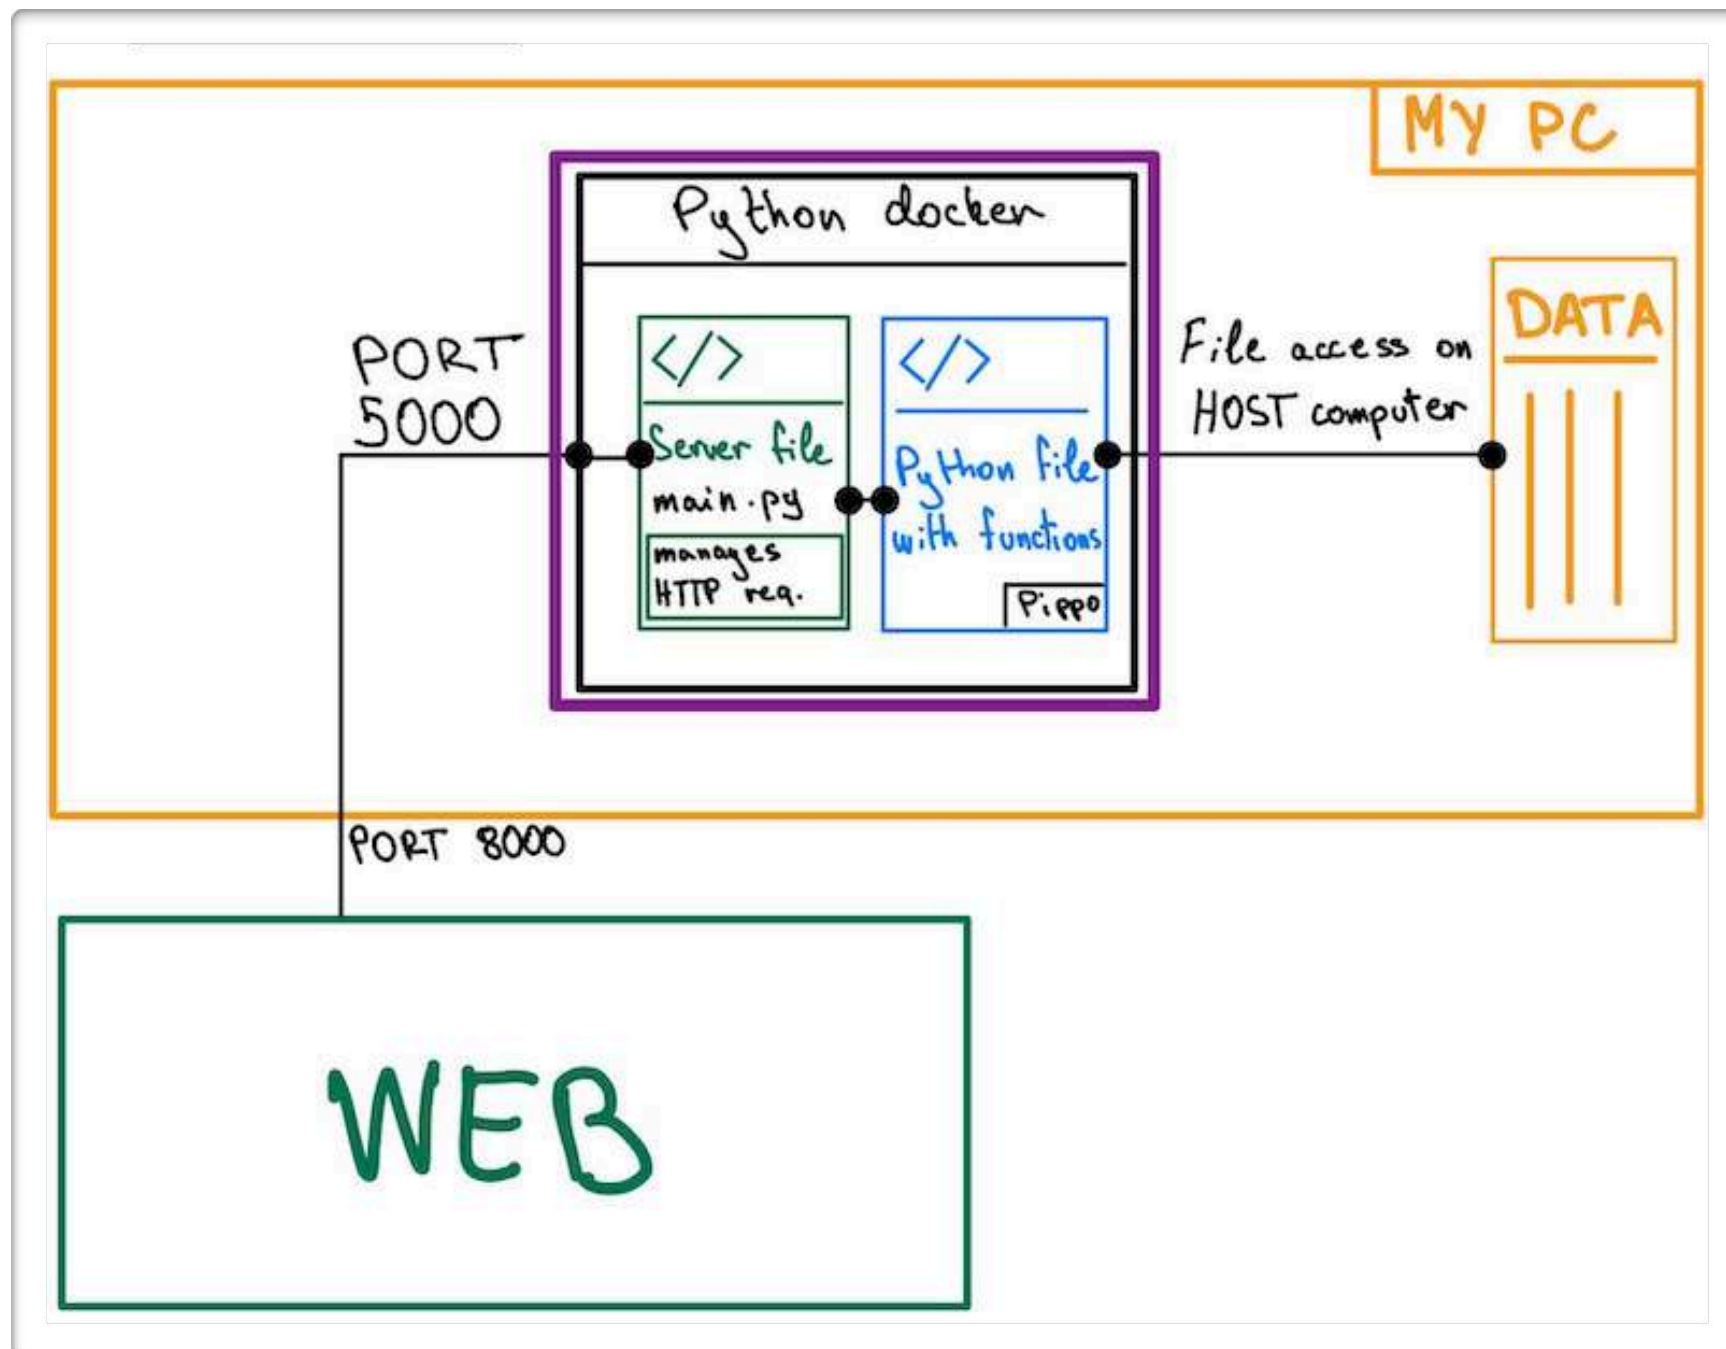 MY PC
Python docker
PORT
5000
</>
Server file
main.py
manages
HTTP req.
</>
Python file
with functions
Pippo
File access on
HOST computer
DATA
PORT 8000
WEB